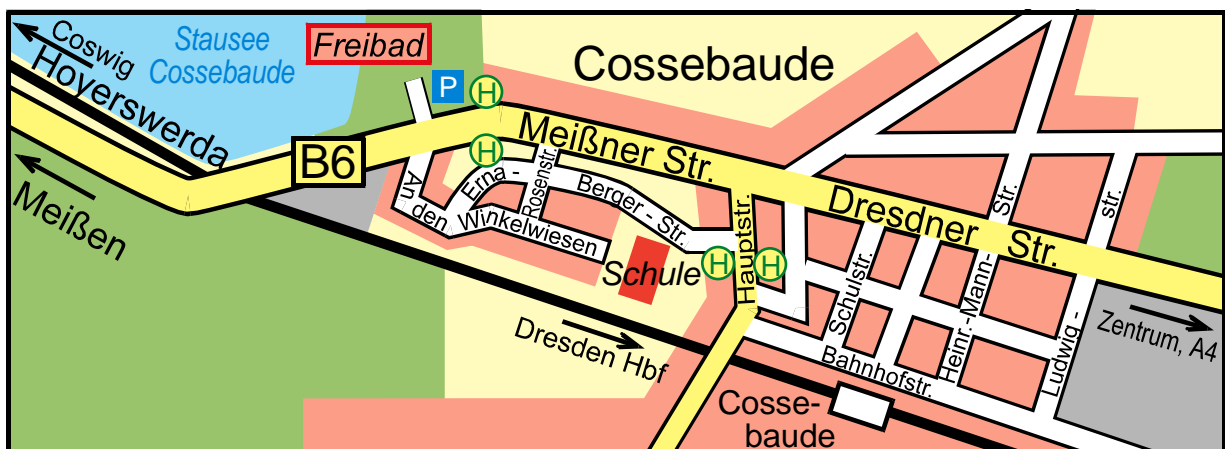 Coswig
Hoyerswerda
Stausee
Cossebaude
Freibad
P
H
Cossebaude
B6
Meißner Str.
H
Meißen
An
den
Winkelwiesen
Erna -
Rosenstr.
Berger - Str.
Schule
H
Hauptstr.
H
Dresdner Str.
Schulstr.
Heinr.-Mann-
Str.
Ludwig -
str.
Zentrum, A4
Dresden Hbf
Bahnhofstr.
Cosse-
baude